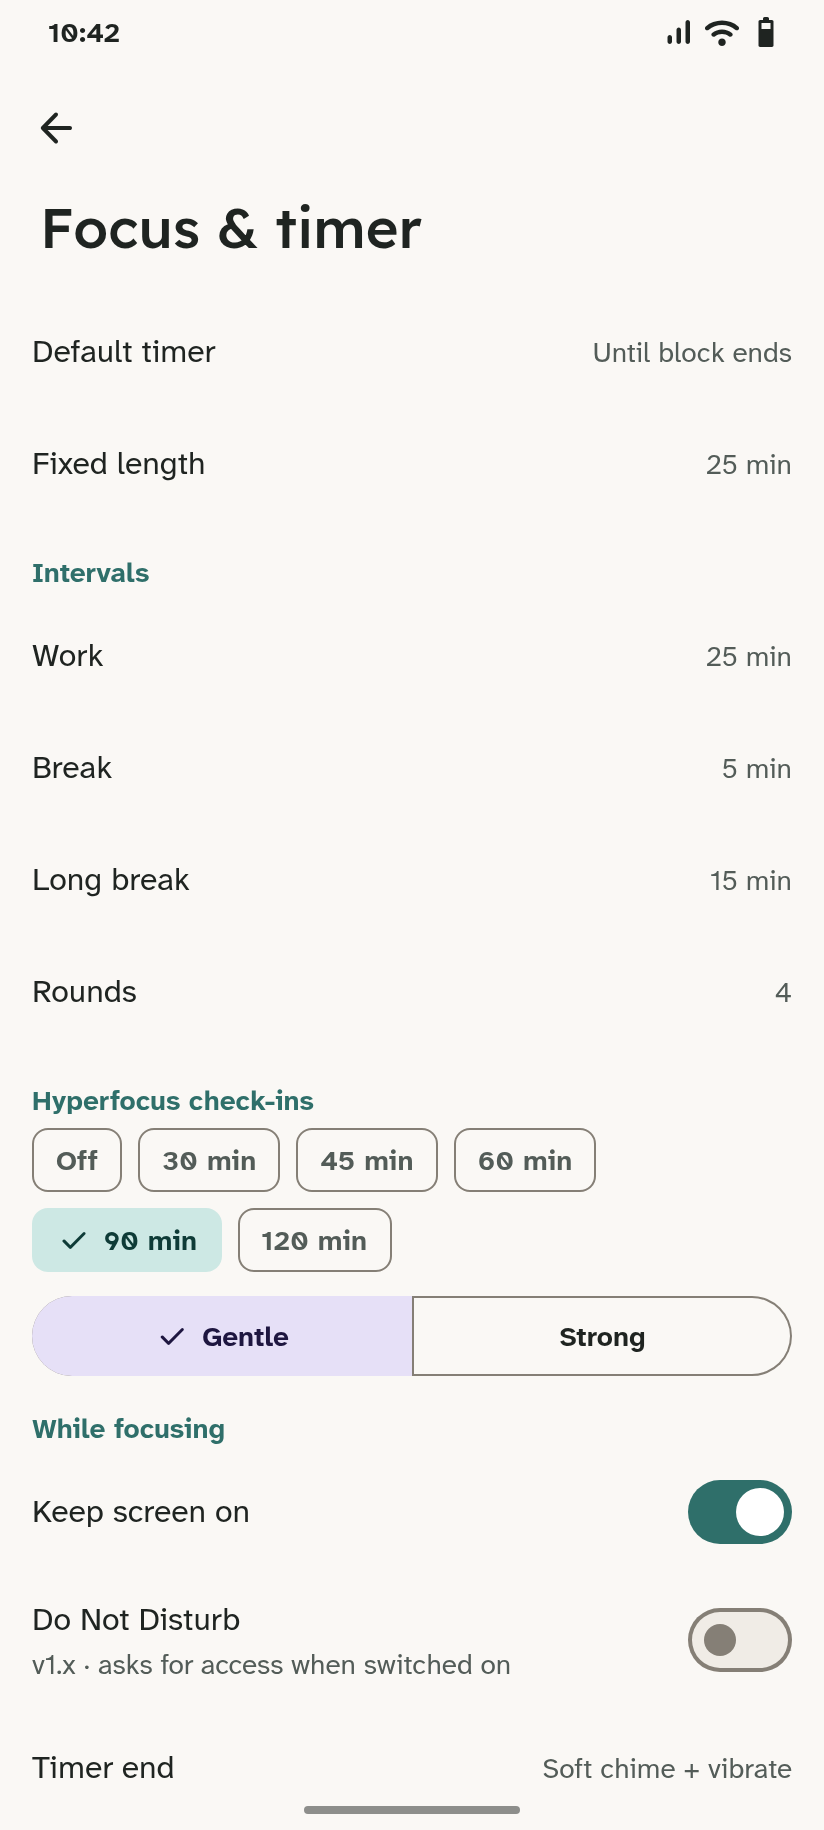 10:42
Focus & timer
Default timer Until block ends
Fixed length 25 min
Intervals
Work 25 min
Break 5 min
Long break 15 min
Rounds 4
Hyperfocus check-ins
Off 30 min 45 min 60 min
90 min 120 min
Gentle Strong
While focusing
Keep screen on
Do Not Disturb
v1.x · asks for access when switched on
Timer end Soft chime + vibrate